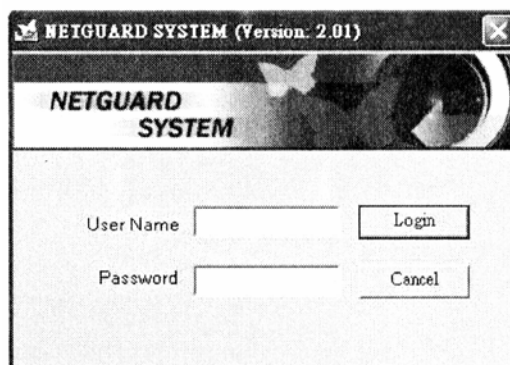 NETGUARD SYSTEM (Version: 2.01)
NETGUARD
SYSTEM
User Name
Login
Password
Cancel